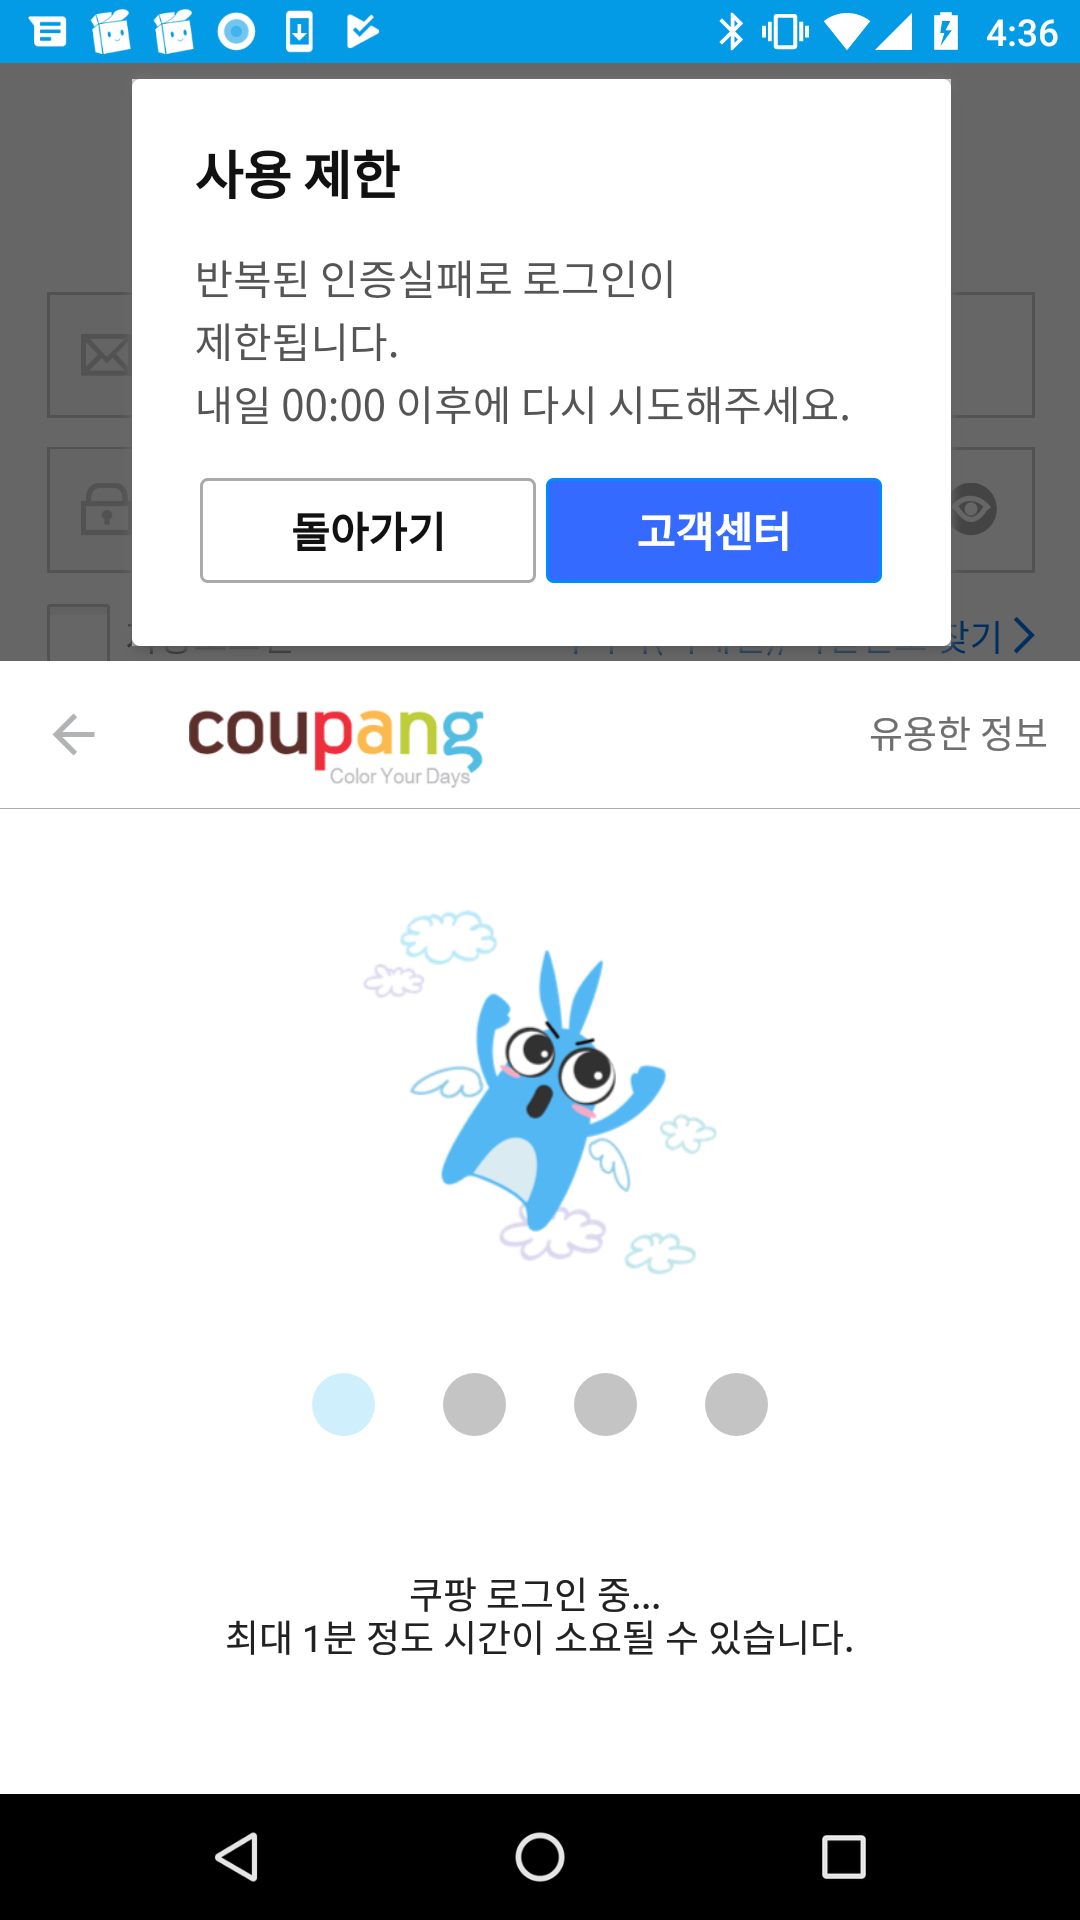 4:36
사용 제한
반복된 인증실패로 로그인이
제한됩니다.
내일 00:00 이후에 다시 시도해주세요.
돌아가기 고객센터
찾기
coupang
Color Your Days
유용한 정보
쿠팡 로그인 중...
최대 1분 정도 시간이 소요될 수 있습니다.